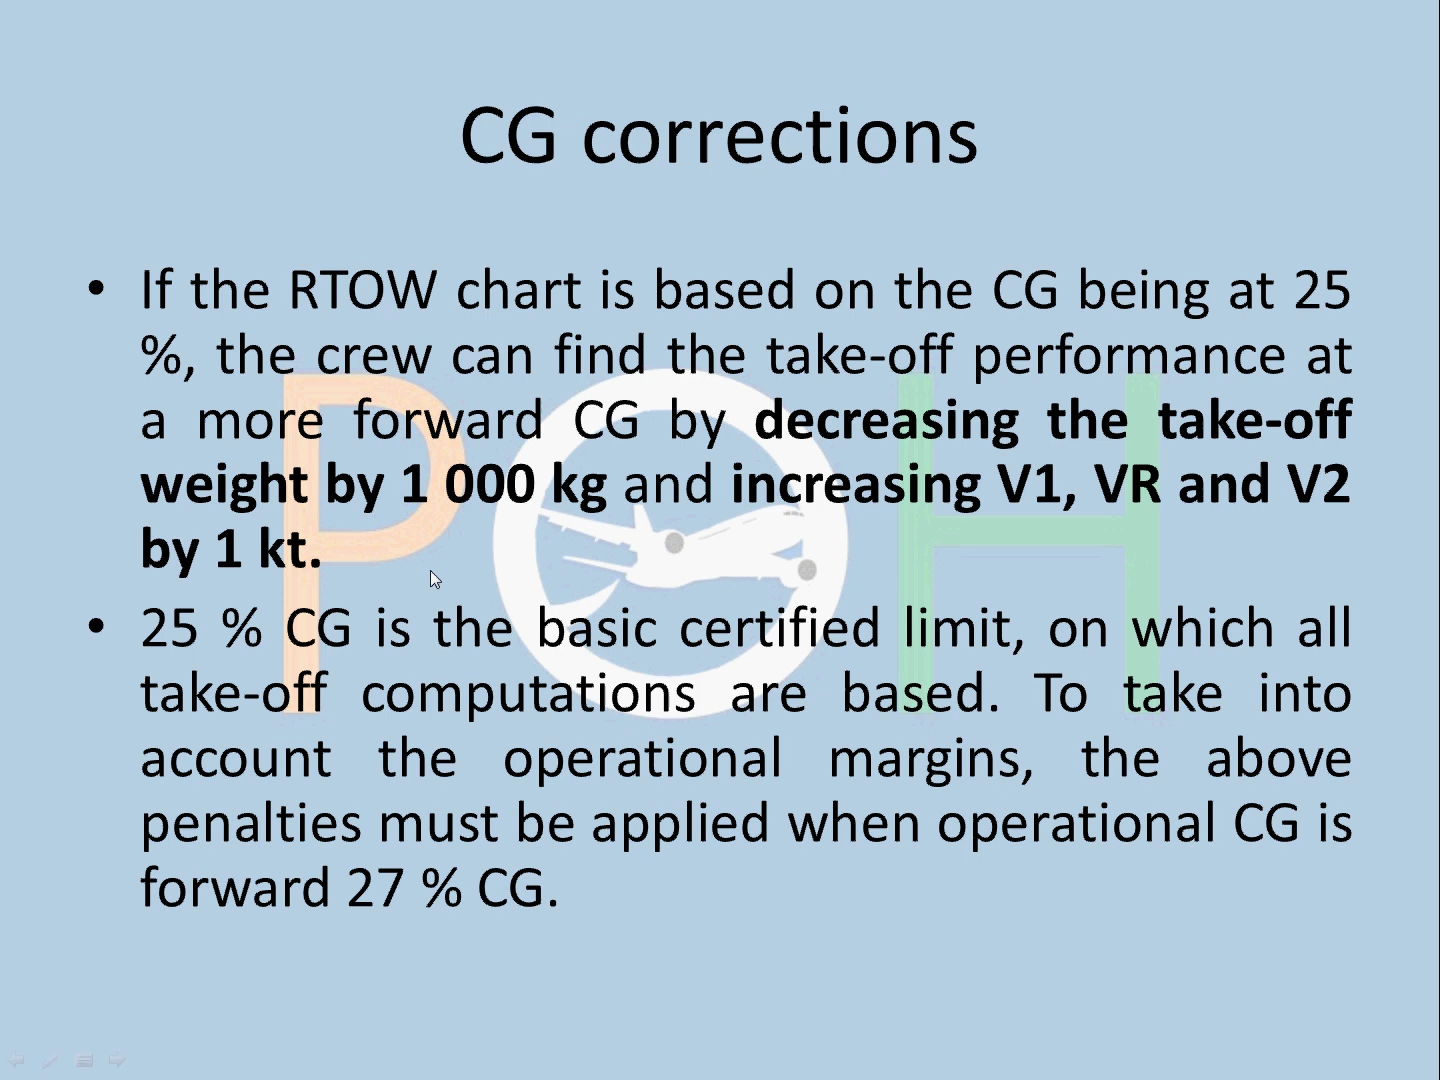 CG corrections
• If the RTOW chart is based on the CG being at 25
%, the crew can find the take-off performance at
a more forward CG by decreasing the take-off
weight by 1 000 kg and increasing V1, VR and V2
by 1 kt.
• 25 % CG is the basic certified limit, on which all
take-off computations are based. To take into
account the operational margins, the above
penalties must be applied when operational CG is
forward 27 % CG.
POH